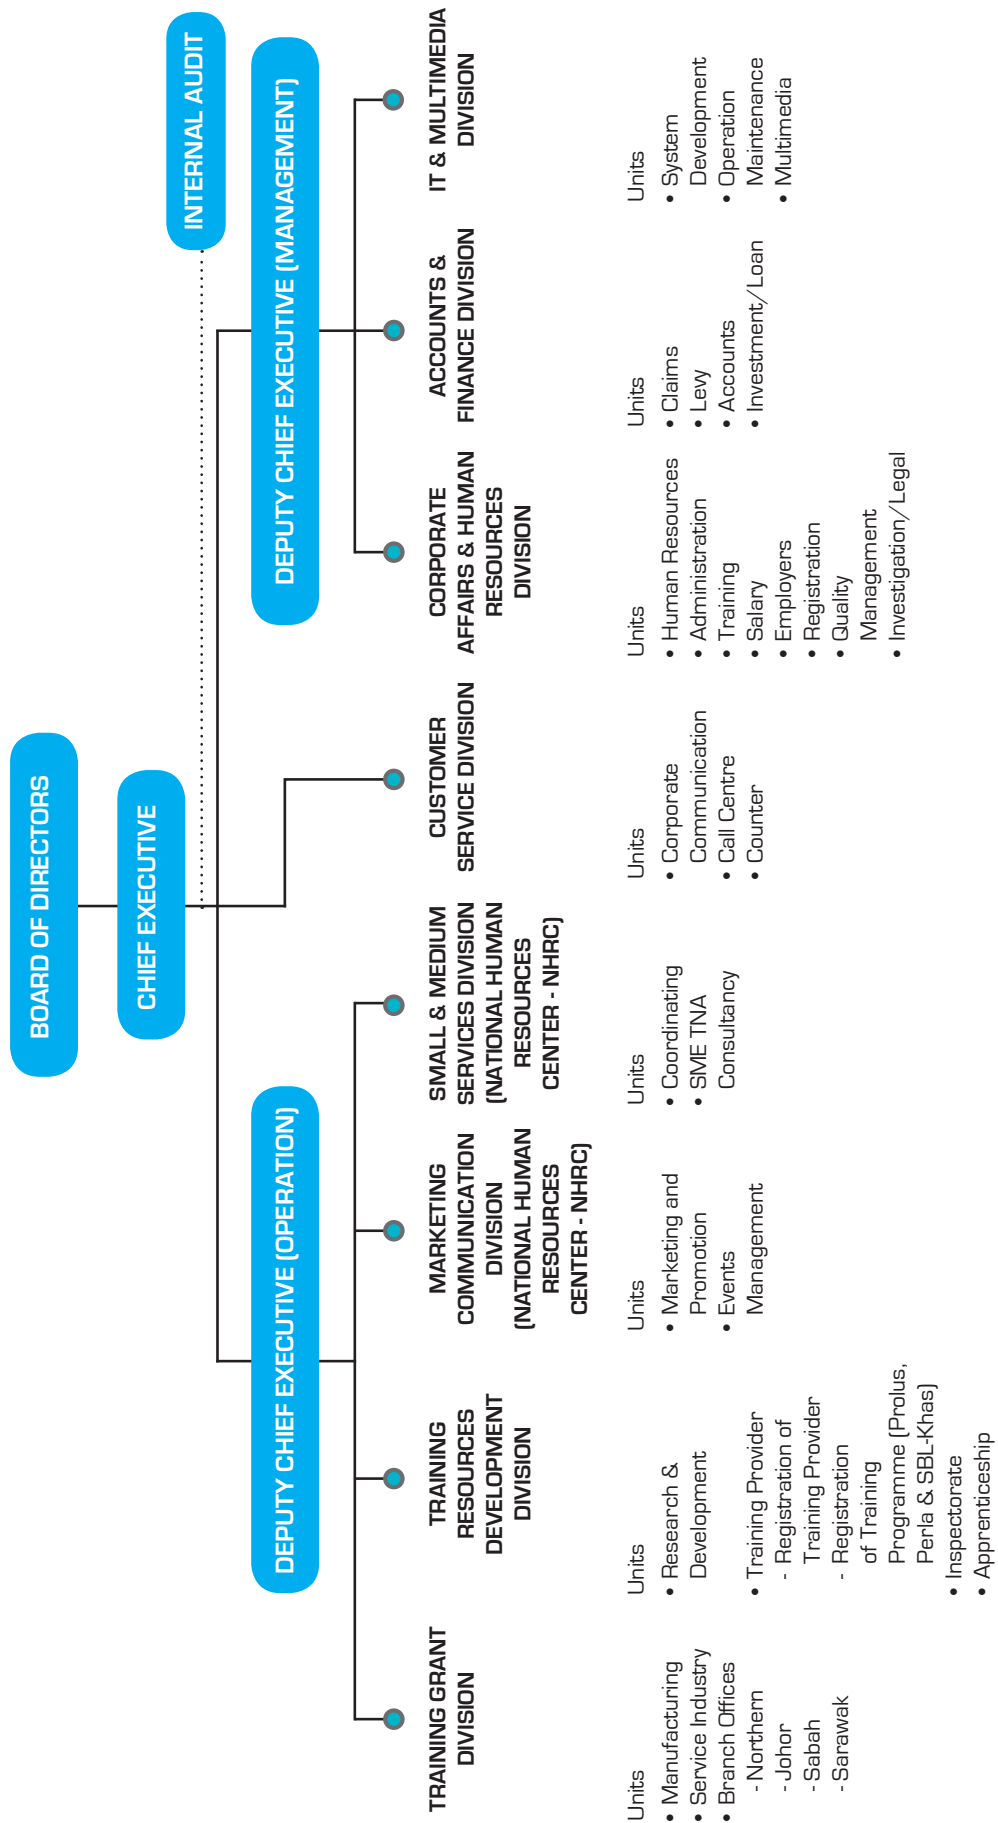 BOARD OF DIRECTORS
CHIEF EXECUTIVE
INTERNAL AUDIT
DEPUTY CHIEF EXECUTIVE (OPERATION)
DEPUTY CHIEF EXECUTIVE (MANAGEMENT)
TRAINING GRANT
DIVISION
Units
• Manufacturing
• Service Industry
• Branch Offices
- Northern
- Johor
- Sabah
- Sarawak
TRAINING
RESOURCES
DEVELOPMENT
DIVISION
Units
• Research &
Development
• Training Provider
- Registration of
Training Provider
- Registration
of Training
Programme (Prolus,
Perla & SBL-Khas)
• Inspectorate
• Apprenticeship
MARKETING
COMMUNICATION
DIVISION
(NATIONAL HUMAN
RESOURCES
CENTER - NHRC)
Units
• Marketing and
Promotion
• Events
Management
SMALL & MEDIUM
SERVICES DIVISION
(NATIONAL HUMAN
RESOURCES
CENTER - NHRC)
Units
• Coordinating
• SME TNA
Consultancy
CUSTOMER
SERVICE DIVISION
Units
• Corporate
Communication
• Call Centre
• Counter
CORPORATE
AFFAIRS & HUMAN
RESOURCES
DIVISION
Units
• Human Resources
• Administration
• Training
• Salary
• Employers
• Registration
• Quality
Management
• Investigation/Legal
ACCOUNTS &
FINANCE DIVISION
Units
• Claims
• Levy
• Accounts
• Investment/Loan
IT & MULTIMEDIA
DIVISION
Units
• System
Development
• Operation
Maintenance
• Multimedia